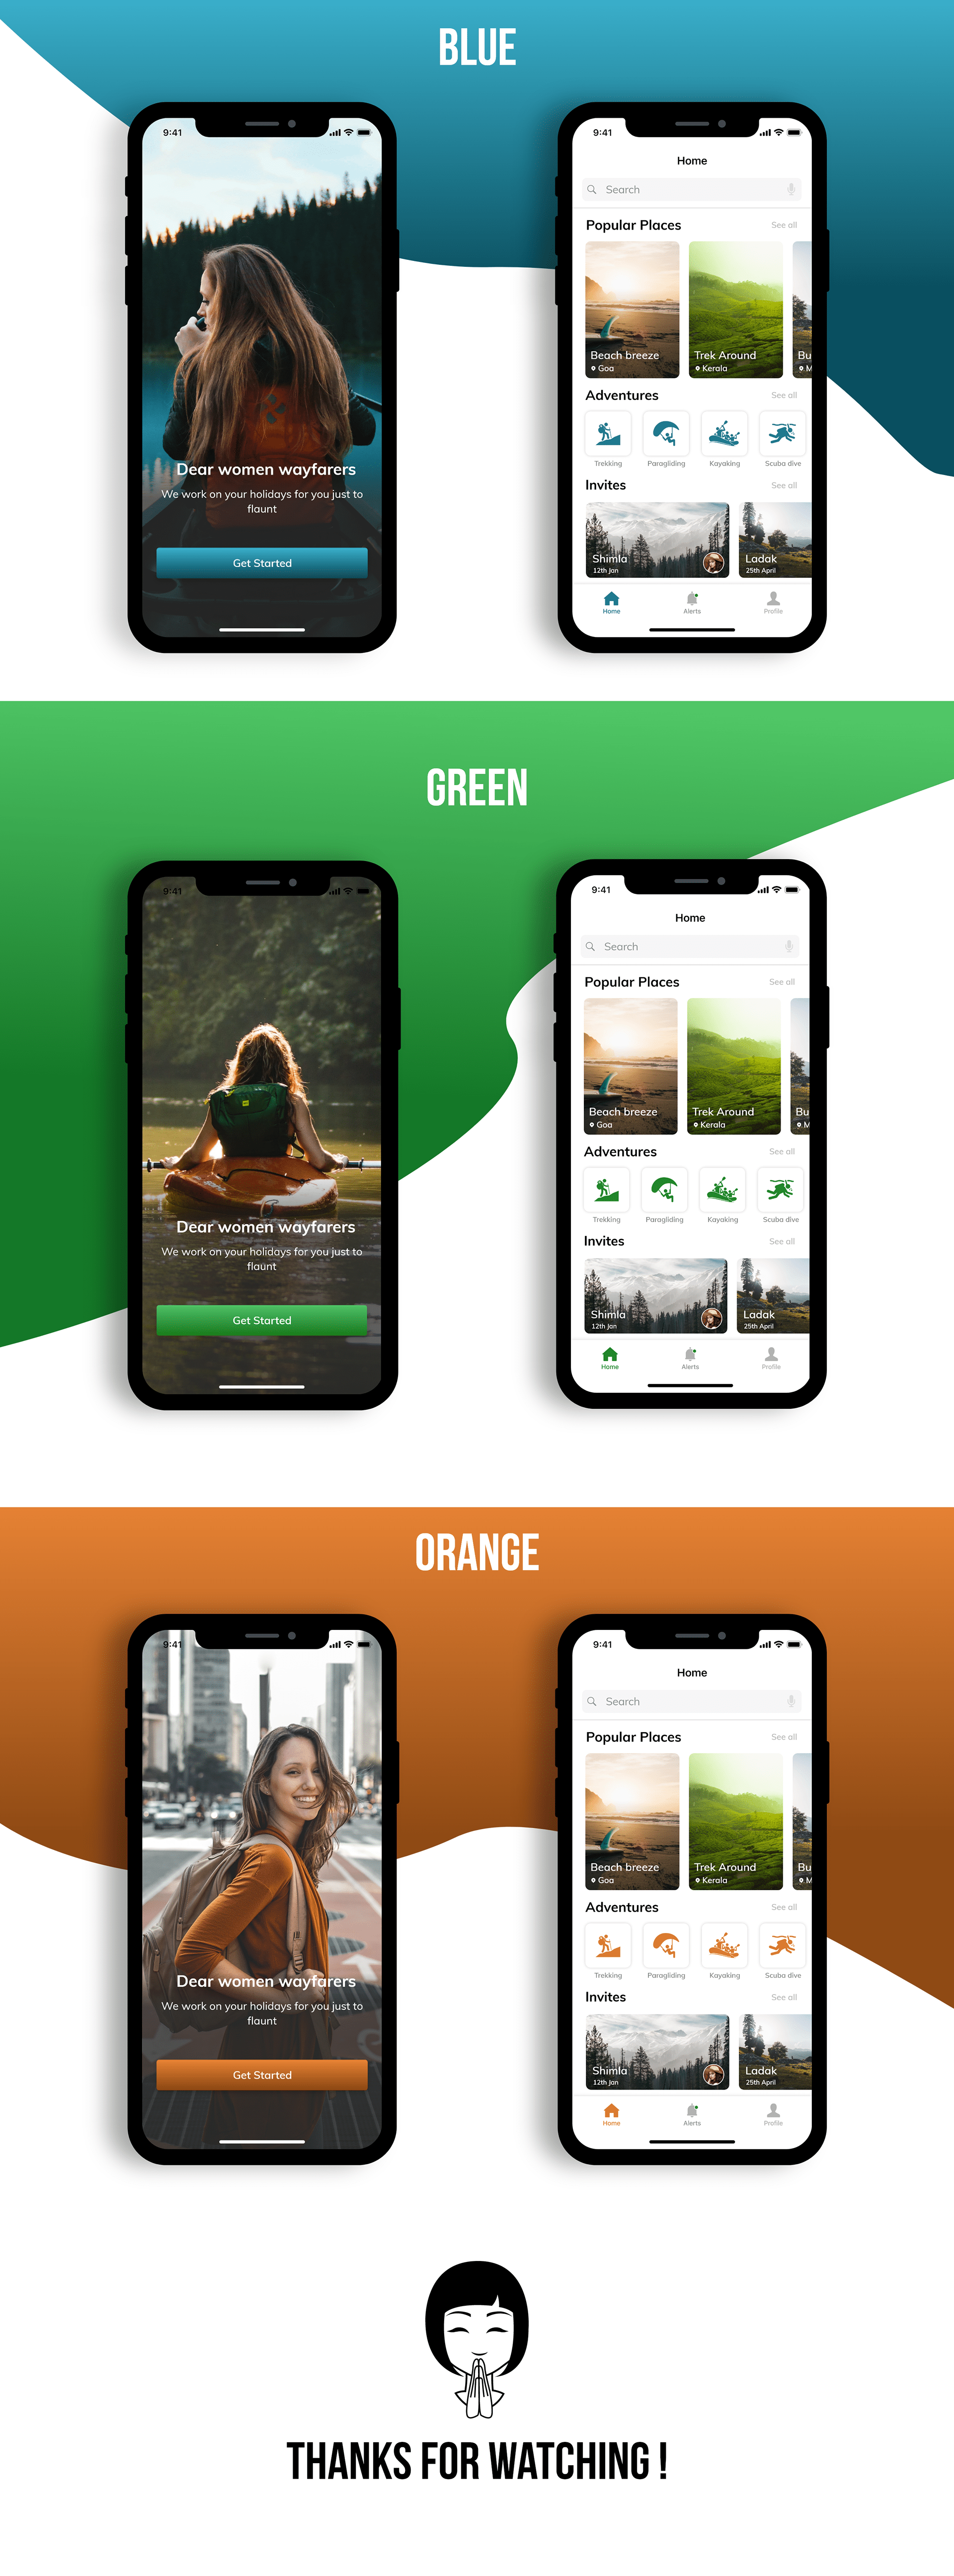 BLUE
9:41
Dear women wayfarers
We work on your holidays for you just to
flaunt
Get Started
9:41
Home
Search
Popular Places See all
Beach breeze Trek Around Bu
Goa Kerala M
Adventures See all
Trekking Paragliding Kayaking Scuba dive
Invites See all
Shimla Ladak
12th Jan 25th April
Home Alerts Profile
GREEN
9:41
Dear women wayfarers
We work on your holidays for you just to
flaunt
Get Started
9:41
Home
Search
Popular Places See all
Beach breeze Trek Around Bu
Goa Kerala M
Adventures See all
Trekking Paragliding Kayaking Scuba dive
Invites See all
Shimla Ladak
12th Jan 25th April
Home Alerts Profile
ORANGE
9:41
Dear women wayfarers
We work on your holidays for you just to
flaunt
Get Started
9:41
Home
Search
Popular Places See all
Beach breeze Trek Around Bu
Goa Kerala M
Adventures See all
Trekking Paragliding Kayaking Scuba dive
Invites See all
Shimla Ladak
12th Jan 25th April
Home Alerts Profile
THANKS FOR WATCHING !